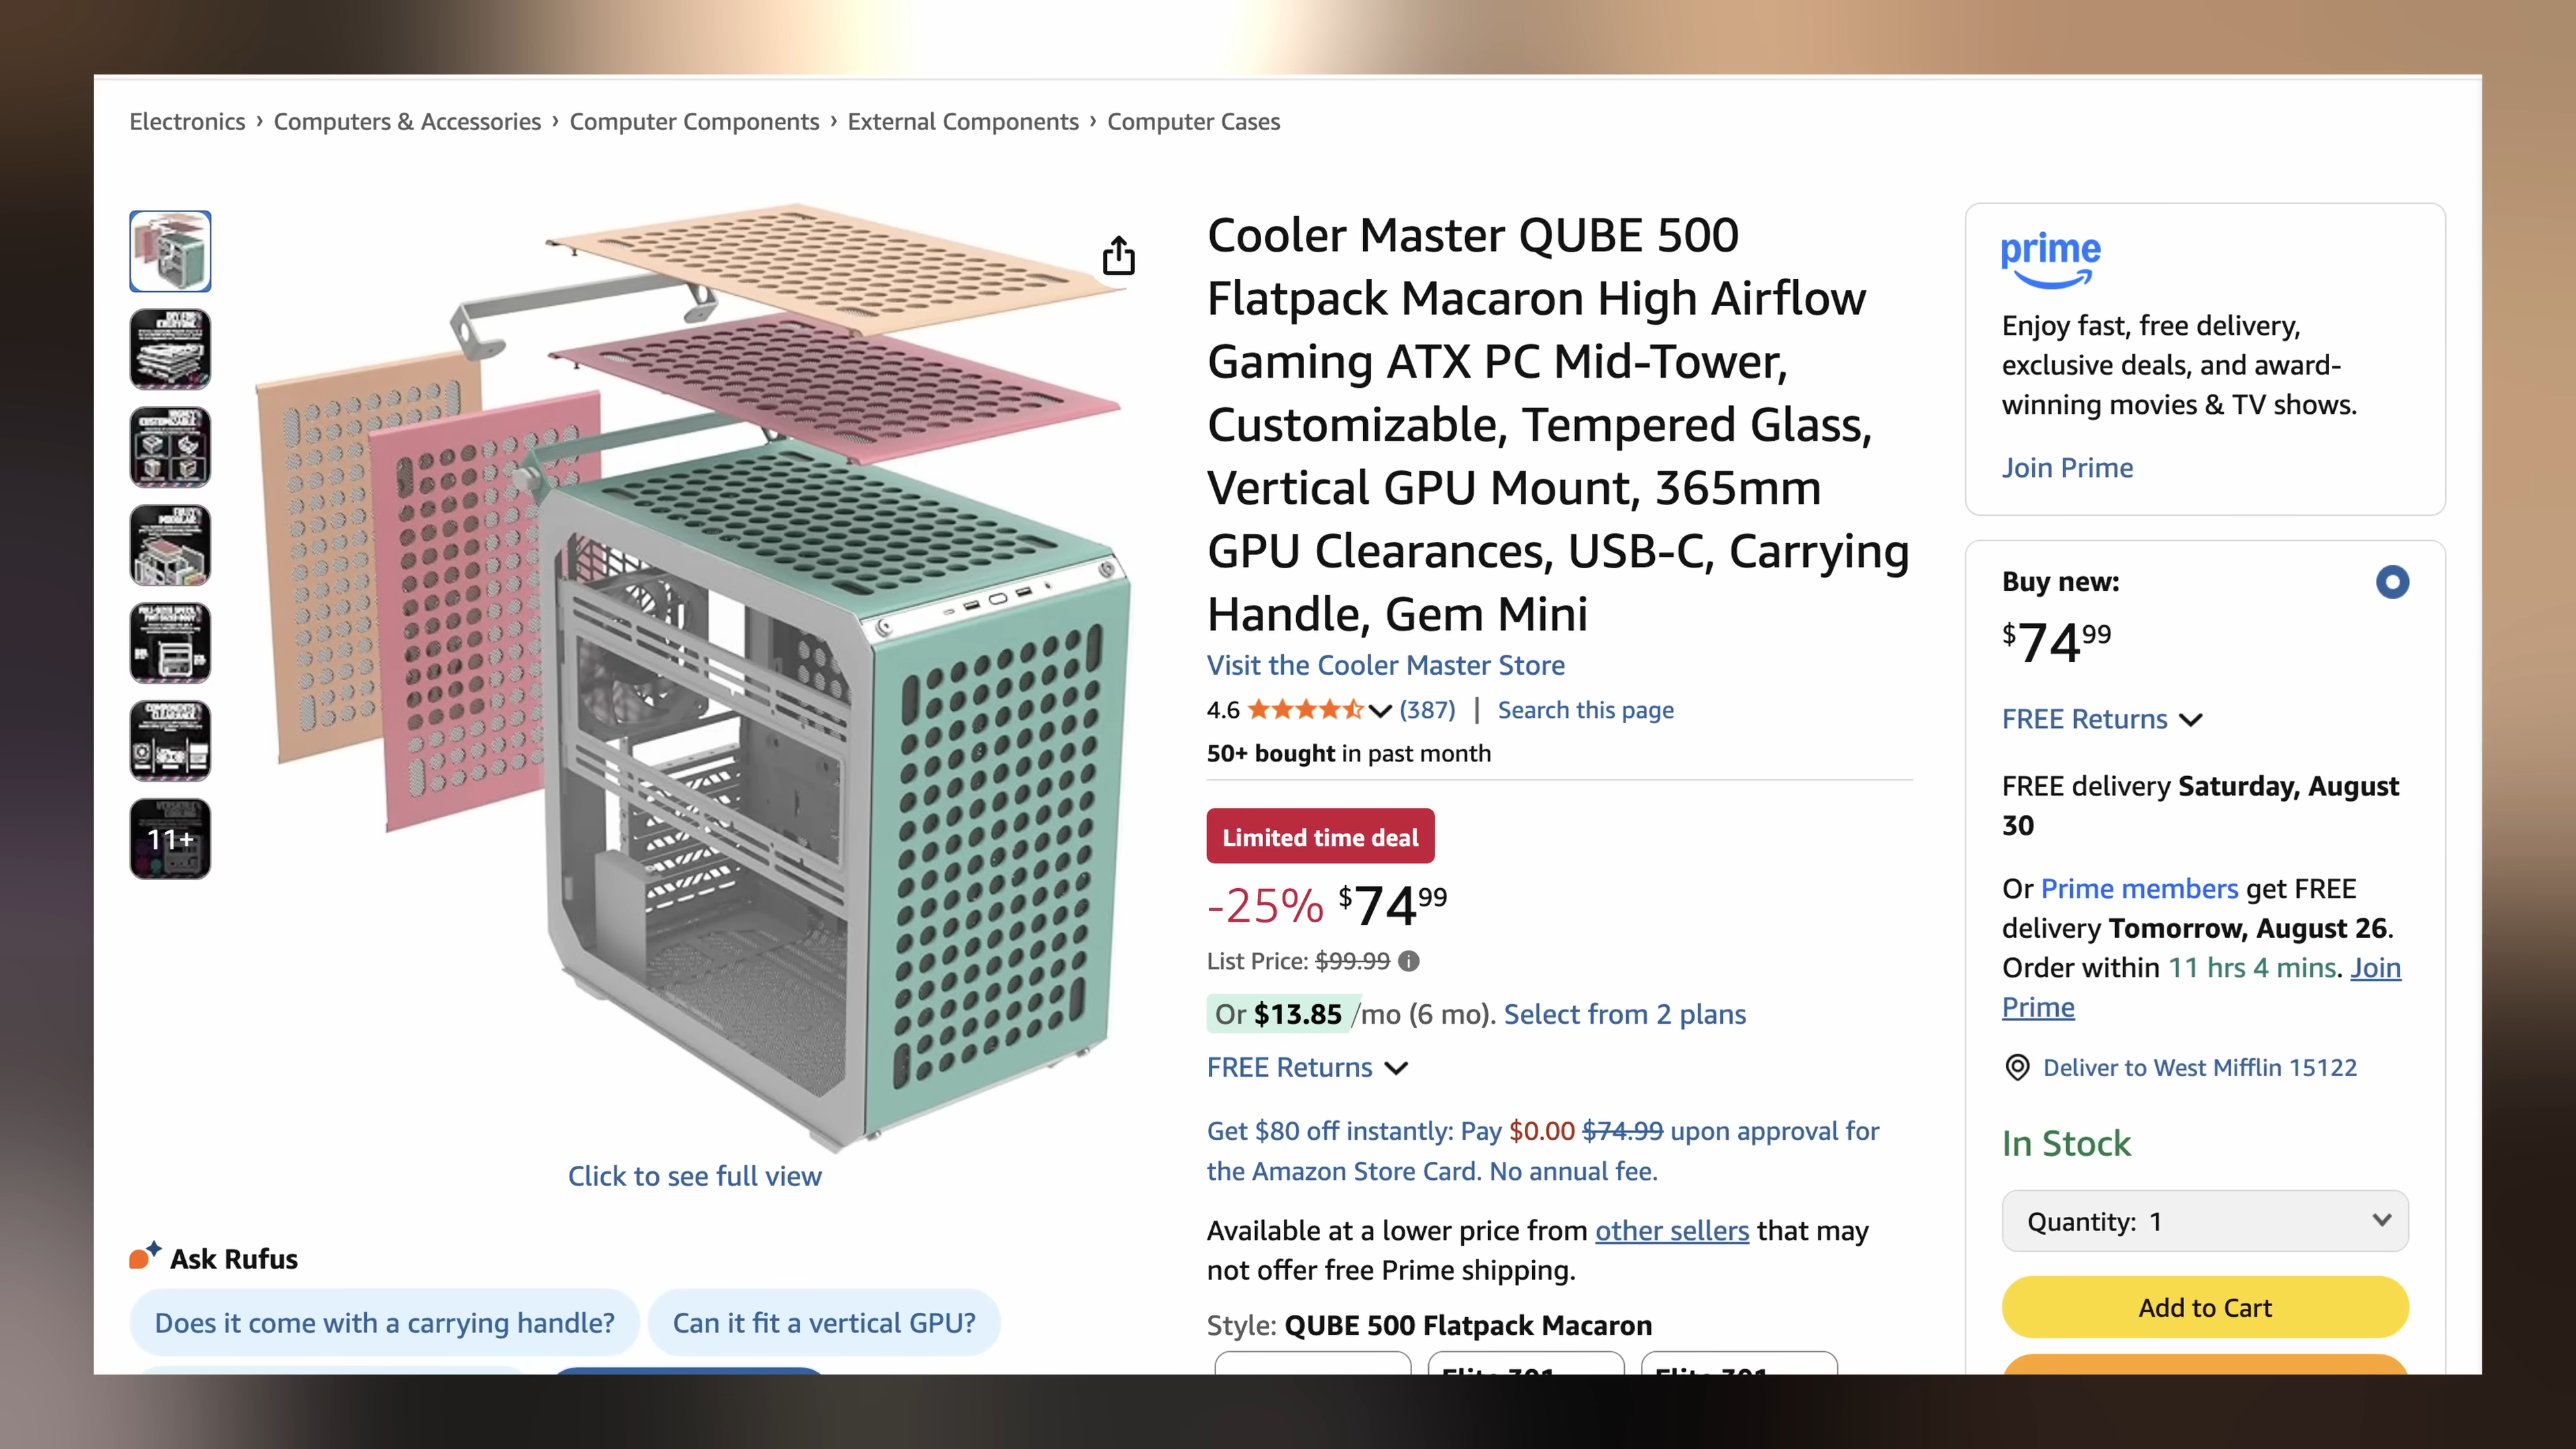 Electronics › Computers & Accessories › Computer Components › External Components › Computer Cases
11+
Click to see full view
Ask Rufus
Does it come with a carrying handle?
Can it fit a vertical GPU?
Cooler Master QUBE 500
Flatpack Macaron High Airflow
Gaming ATX PC Mid-Tower,
Customizable, Tempered Glass,
Vertical GPU Mount, 365mm
GPU Clearances, USB-C, Carrying
Handle, Gem Mini
Visit the Cooler Master Store
4.6 (387) | Search this page
50+ bought in past month
Limited time deal
-25% $74.99
List Price: $99.99
Or $13.85 /mo (6 mo). Select from 2 plans
FREE Returns
Get $80 off instantly: Pay $0.00 $74.99 upon approval for
the Amazon Store Card. No annual fee.
Available at a lower price from other sellers that may
not offer free Prime shipping.
Style: QUBE 500 Flatpack Macaron
prime
Enjoy fast, free delivery,
exclusive deals, and award-
winning movies & TV shows.
Join Prime
Buy new:
$74.99
FREE Returns
FREE delivery Saturday, August
30
Or Prime members get FREE
delivery Tomorrow, August 26.
Order within 11 hrs 4 mins. Join
Prime
Deliver to West Mifflin 15122
In Stock
Quantity: 1
Add to Cart